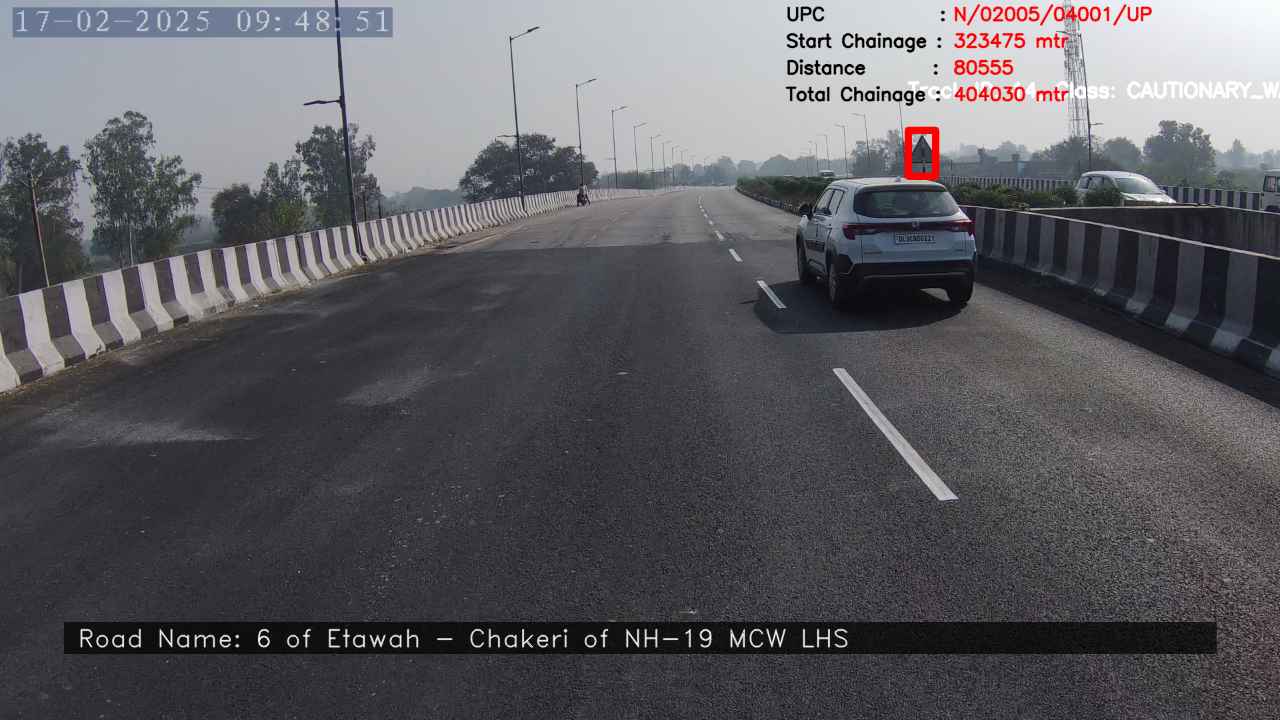 17-02-2025 09:48:51
UPC : N/02005/04001/UP
Start Chainage : 323475 mtr
Distance : 80555
Class: CAUTIONARY_W
Total Chainage : 404030 mtr
Road Name: 6 of Etawah - Chakeri of NH-19 MCW LHS